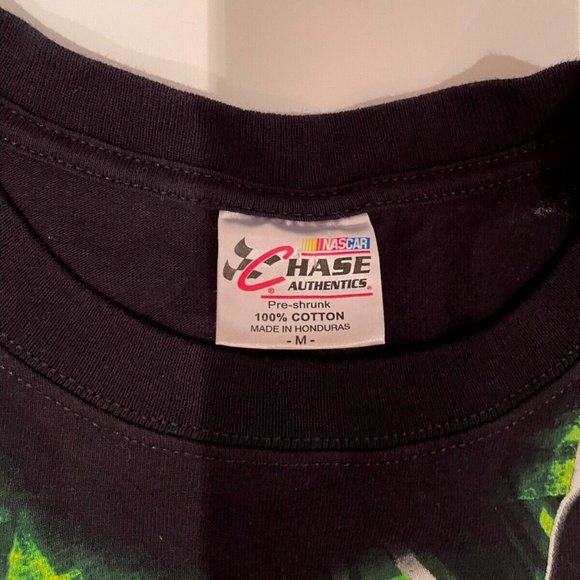 NASCAR
CHASE
AUTHENTICS®
Pre-shrunk
100% COTTON
MADE IN HONDURAS
- M -